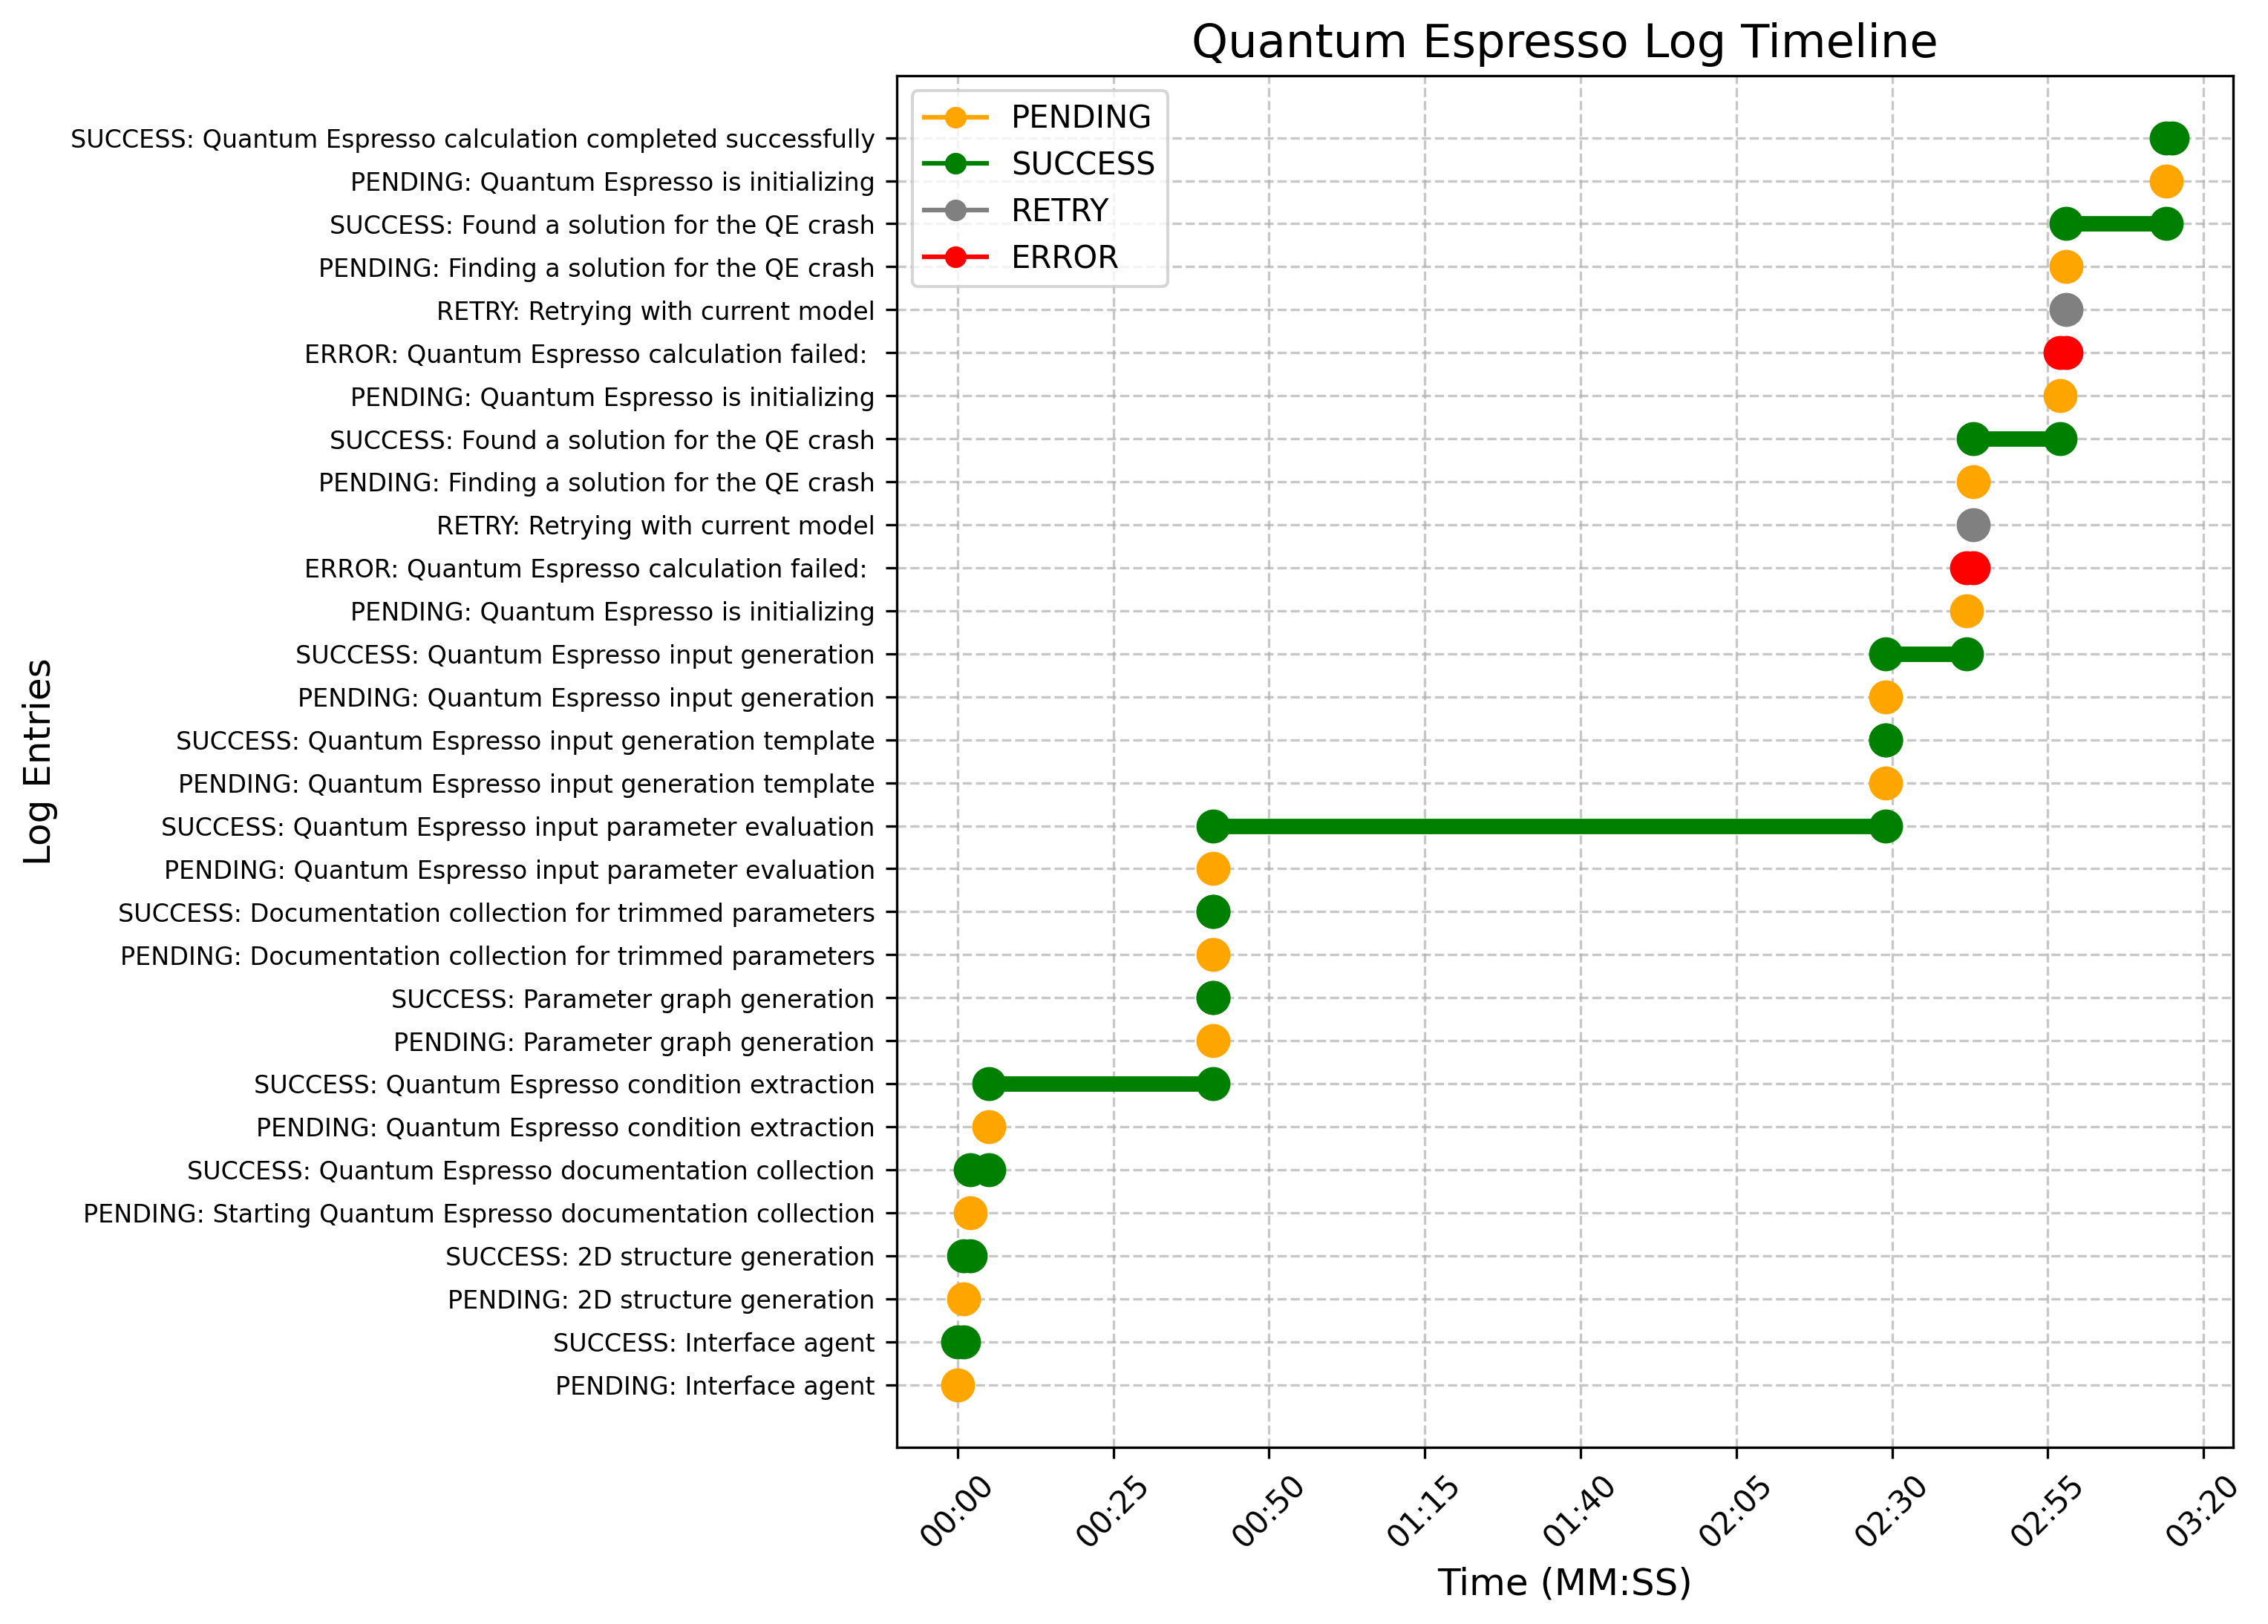 Quantum Espresso Log Timeline
PENDING
SUCCESS
RETRY
ERROR
SUCCESS: Quantum Espresso calculation completed successfully
PENDING: Quantum Espresso is initializing
SUCCESS: Found a solution for the QE crash
PENDING: Finding a solution for the QE crash
RETRY: Retrying with current model
ERROR: Quantum Espresso calculation failed:
PENDING: Quantum Espresso is initializing
SUCCESS: Found a solution for the QE crash
PENDING: Finding a solution for the QE crash
RETRY: Retrying with current model
ERROR: Quantum Espresso calculation failed:
PENDING: Quantum Espresso is initializing
SUCCESS: Quantum Espresso input generation
PENDING: Quantum Espresso input generation
SUCCESS: Quantum Espresso input generation template
PENDING: Quantum Espresso input generation template
SUCCESS: Quantum Espresso input parameter evaluation
PENDING: Quantum Espresso input parameter evaluation
SUCCESS: Documentation collection for trimmed parameters
PENDING: Documentation collection for trimmed parameters
SUCCESS: Parameter graph generation
PENDING: Parameter graph generation
SUCCESS: Quantum Espresso condition extraction
PENDING: Quantum Espresso condition extraction
SUCCESS: Quantum Espresso documentation collection
PENDING: Starting Quantum Espresso documentation collection
SUCCESS: 2D structure generation
PENDING: 2D structure generation
SUCCESS: Interface agent
PENDING: Interface agent
Log Entries
00:00
00:25
00:50
01:15
01:40
02:05
02:30
02:55
03:20
Time (MM:SS)